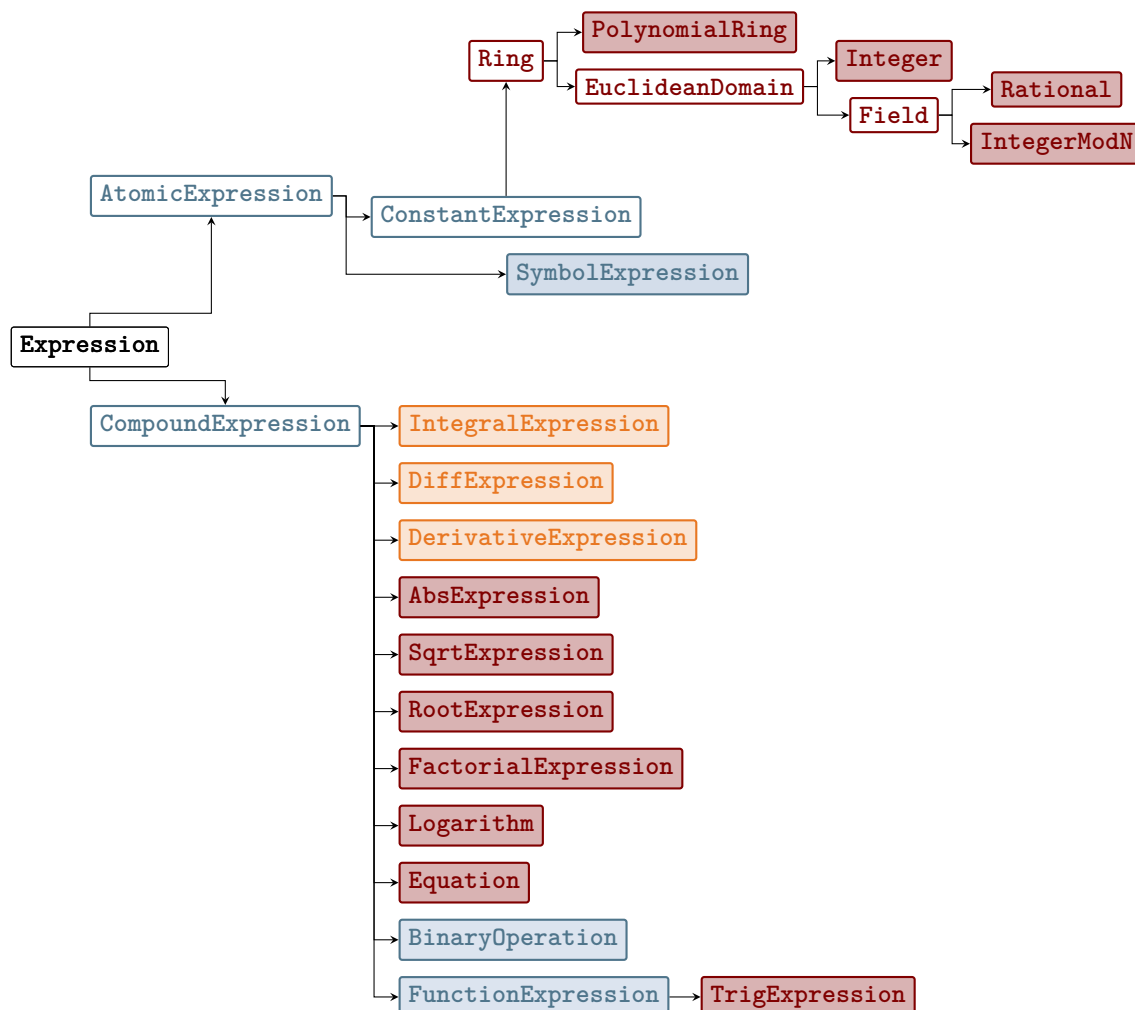 PolynomialRing
Ring
Integer
EuclideanDomain
Rational
Field
IntegerModN
AtomicExpression
ConstantExpression
SymbolExpression
Expression
CompoundExpression
IntegralExpression
DiffExpression
DerivativeExpression
AbsExpression
SqrtExpression
RootExpression
FactorialExpression
Logarithm
Equation
BinaryOperation
FunctionExpression
TrigExpression